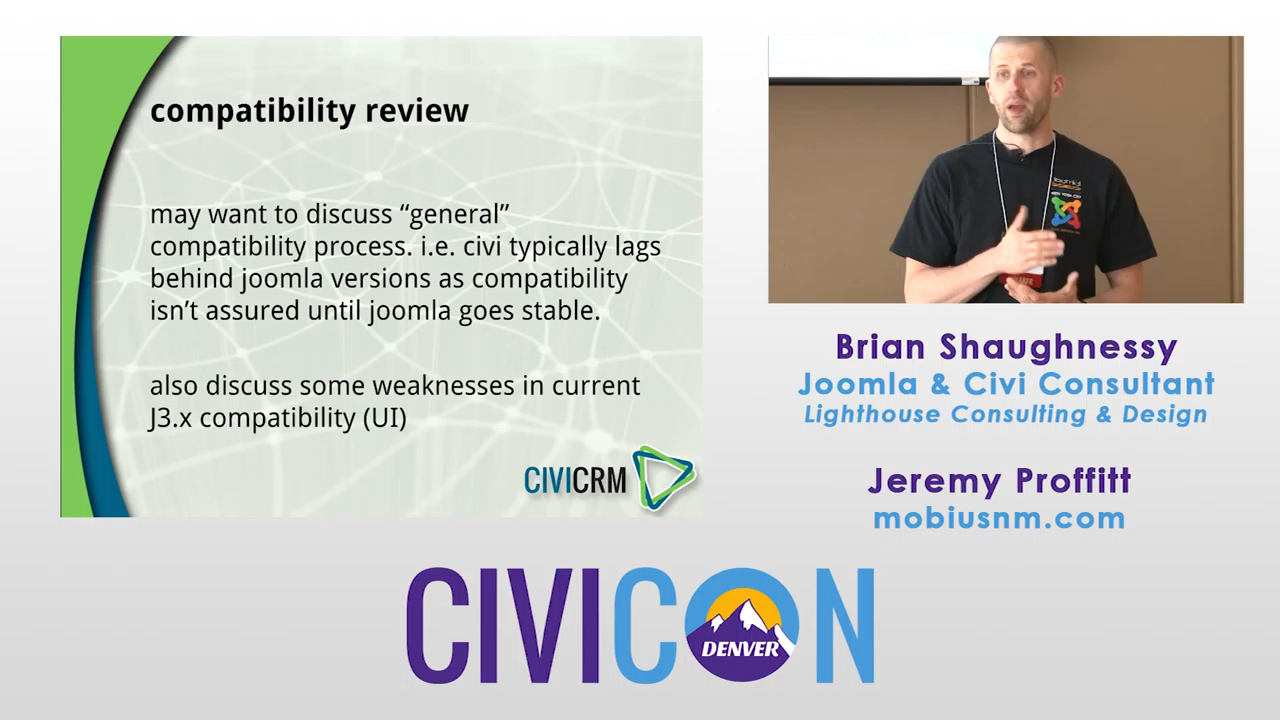 compatibility review
may want to discuss “general”
compatibility process. i.e. civi typically lags
behind joomla versions as compatibility
isn’t assured until joomla goes stable.
also discuss some weaknesses in current
J3.x compatibility (UI)
CIVICRM
Brian Shaughnessy
Joomla & Civi Consultant
Lighthouse Consulting & Design
Jeremy Proffitt
mobiusnm.com
CIVICON
DENVER